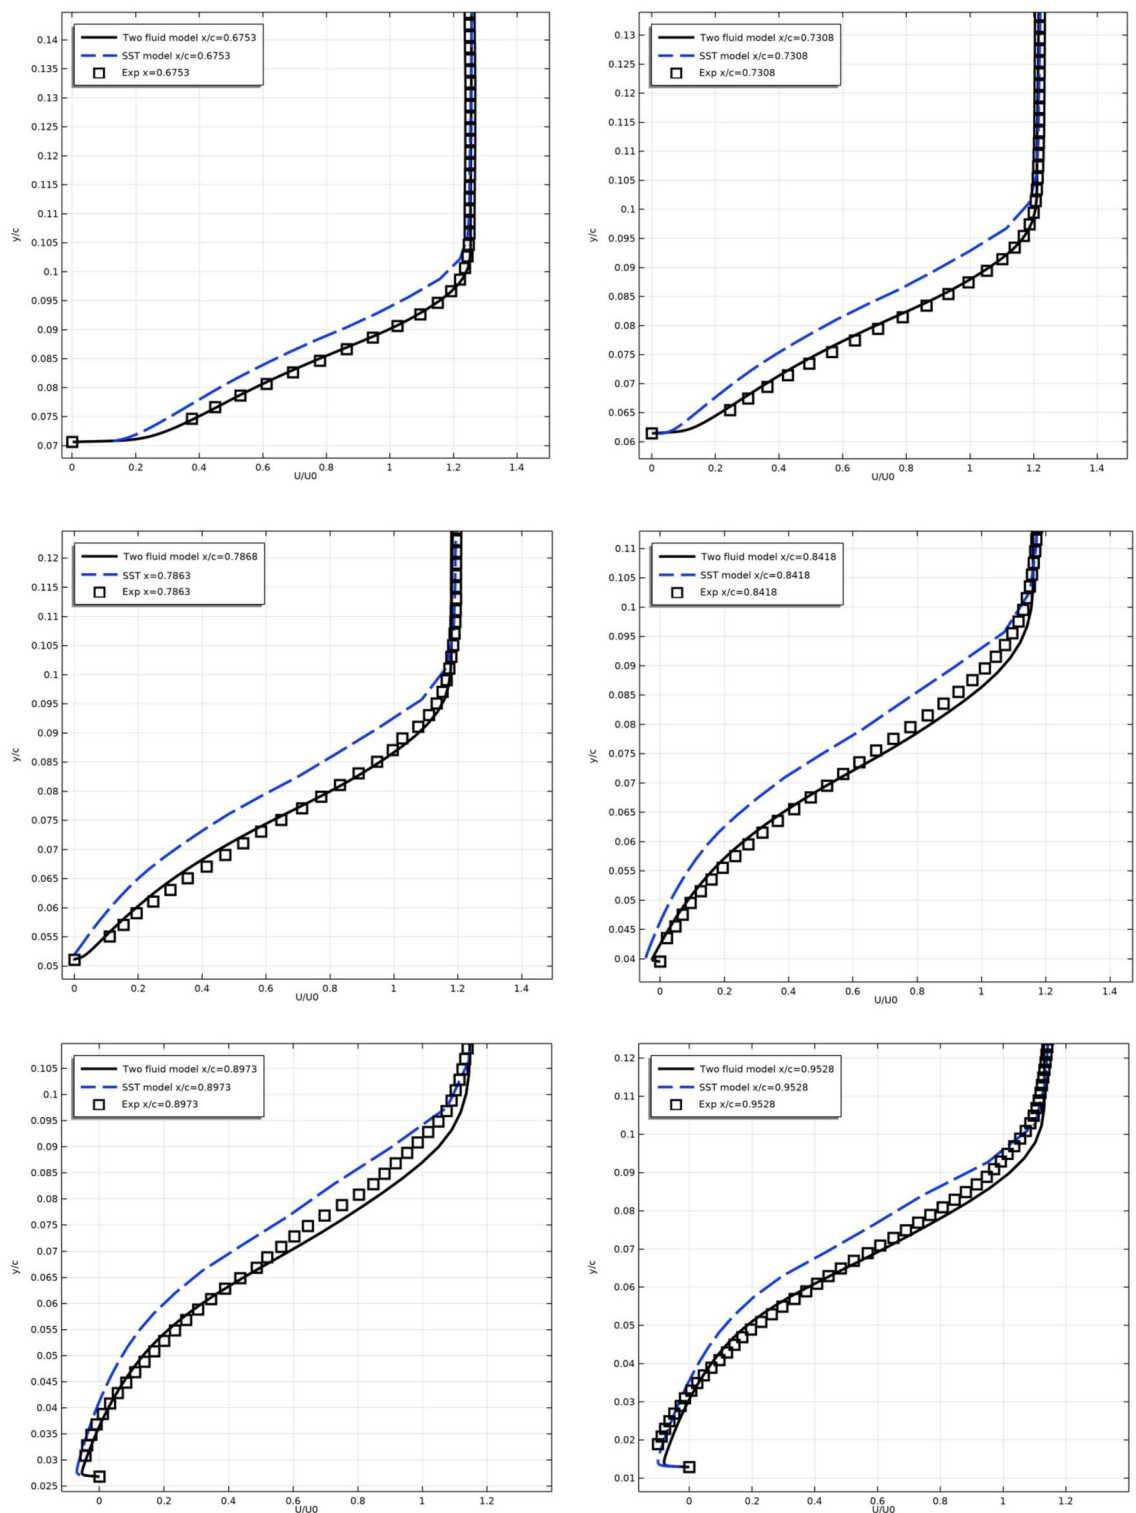 Two fluid model x/c=0.6753
SST model x/c=0.6753
Exp x=0.6753
0.14
0.135
0.13
0.125
0.12
0.115
0.11
0.105
0.1
0.095
0.09
0.085
0.08
0.075
0.07
y/c
0 0.2 0.4 0.6 0.8 1 1.2 1.4
U/U0
Two fluid model x/c=0.7308
SST model x/c=0.7308
Exp x/c=0.7308
0.13
0.125
0.12
0.115
0.11
0.105
0.1
0.095
0.09
0.085
0.08
0.075
0.07
0.065
0.06
y/c
0 0.2 0.4 0.6 0.8 1 1.2 1.4
U/U0
Two fluid model x/c=0.7868
SST x=0.7863
Exp x=0.7863
0.12
0.115
0.11
0.105
0.1
0.095
0.09
0.085
0.08
0.075
0.07
0.065
0.06
0.055
0.05
y/c
0 0.2 0.4 0.6 0.8 1 1.2 1.4
U/U0
Two fluid model x/c=0.8418
SST model x/c=0.8418
Exp x/c=0.8418
0.11
0.105
0.1
0.095
0.09
0.085
0.08
0.075
0.07
0.065
0.06
0.055
0.05
0.045
0.04
y/c
0 0.2 0.4 0.6 0.8 1 1.2 1.4
U/U0
Two fluid model x/c=0.8973
SST model x/c=0.8973
Exp x/c=0.8973
0.105
0.1
0.095
0.09
0.085
0.08
0.075
0.07
0.065
0.06
0.055
0.05
0.045
0.04
0.035
0.03
0.025
y/c
0 0.2 0.4 0.6 0.8 1 1.2
U/U0
Two fluid model x/c=0.9528
SST model x/c=0.9528
Exp x/c=0.9528
0.12
0.11
0.1
0.09
0.08
0.07
0.06
0.05
0.04
0.03
0.02
0.01
y/c
0 0.2 0.4 0.6 0.8 1 1.2
U/U0